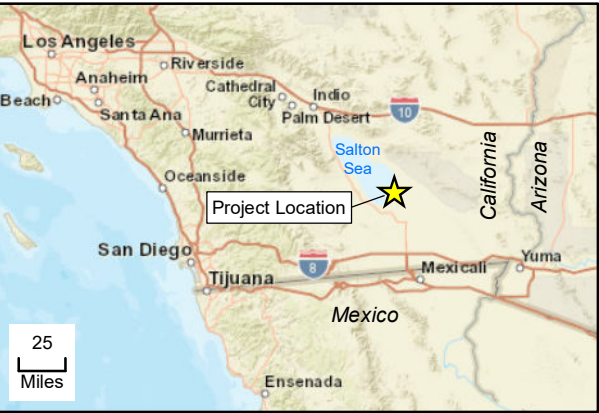 Los Angeles
Riverside
Anaheim
Cathedral
City
Indio
Beach
Santa Ana
Palm Desert
10
Murrieta
Salton
Sea
California
Arizona
Oceanside
Project Location
San Diego
8
Yuma
Tijuana
Mexicali
Mexico
25
Miles
Ensenada